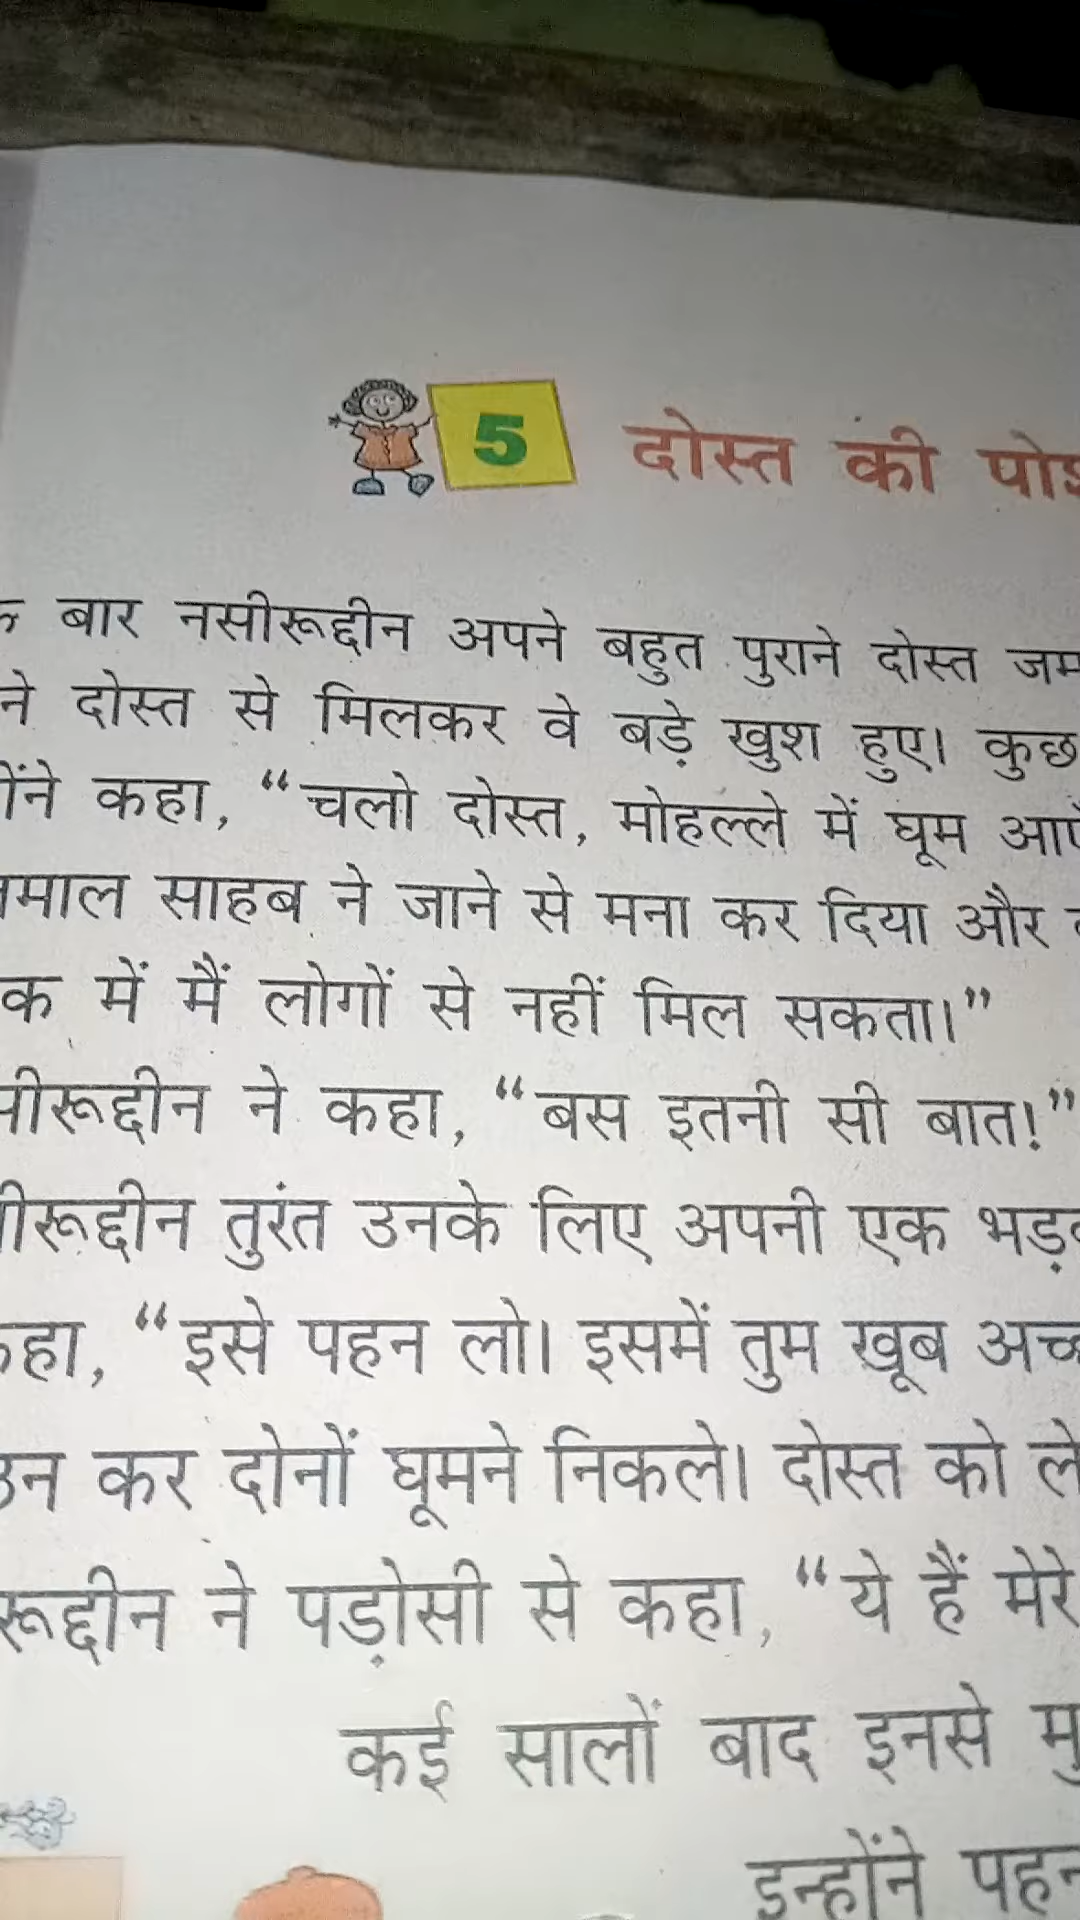 5 दोस्त की
बार नसीरूद्दीन अपने बहुत पुराने दोस्त
दोस्त से मिलकर वे बड़े खुश हुए। कुछ
कहा, “चलो दोस्त, मोहल्ले में घूम
साहब ने जाने से मना कर दिया और
में मैं लोगों से नहीं मिल सकता।”
ने कहा, “बस इतनी सी बात!”
तुरंत उनके लिए अपनी एक
“इसे पहन लो। इसमें तुम खूब
कर दोनों घूमने निकले। दोस्त को
ने पड़ोसी से कहा, “ये हैं मेरे
कई सालों बाद इनसे
इन्होंने